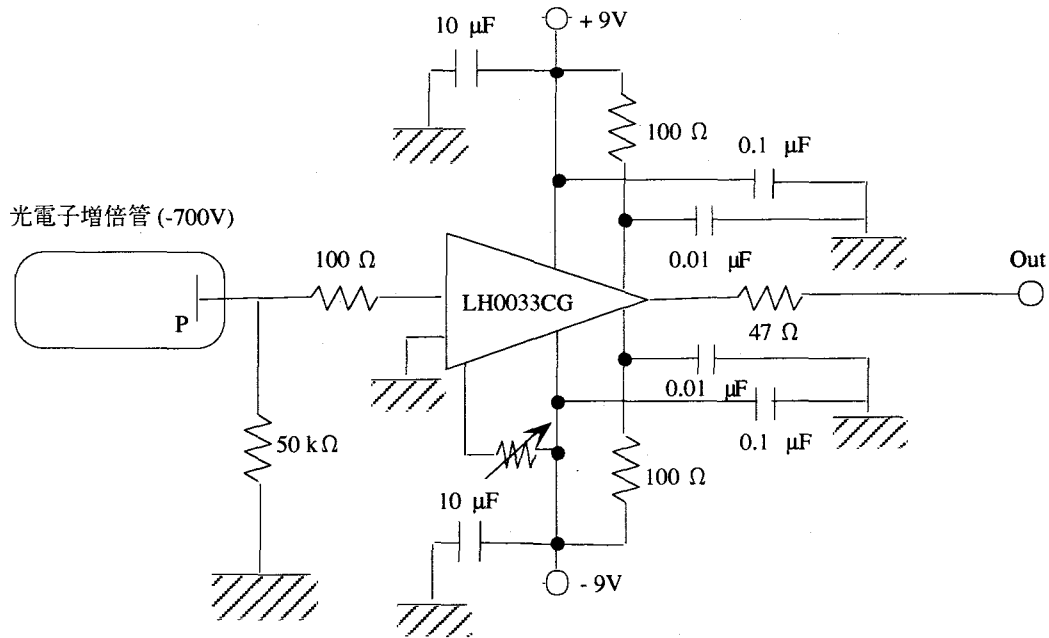 10 μF
+ 9V
100 Ω
0.1 μF
光電子増倍管 (-700V)
0.01 μF
100 Ω
Out
LH0033CG
P
47 Ω
0.01 μF
50 kΩ
0.1 μF
100 Ω
10 μF
- 9V